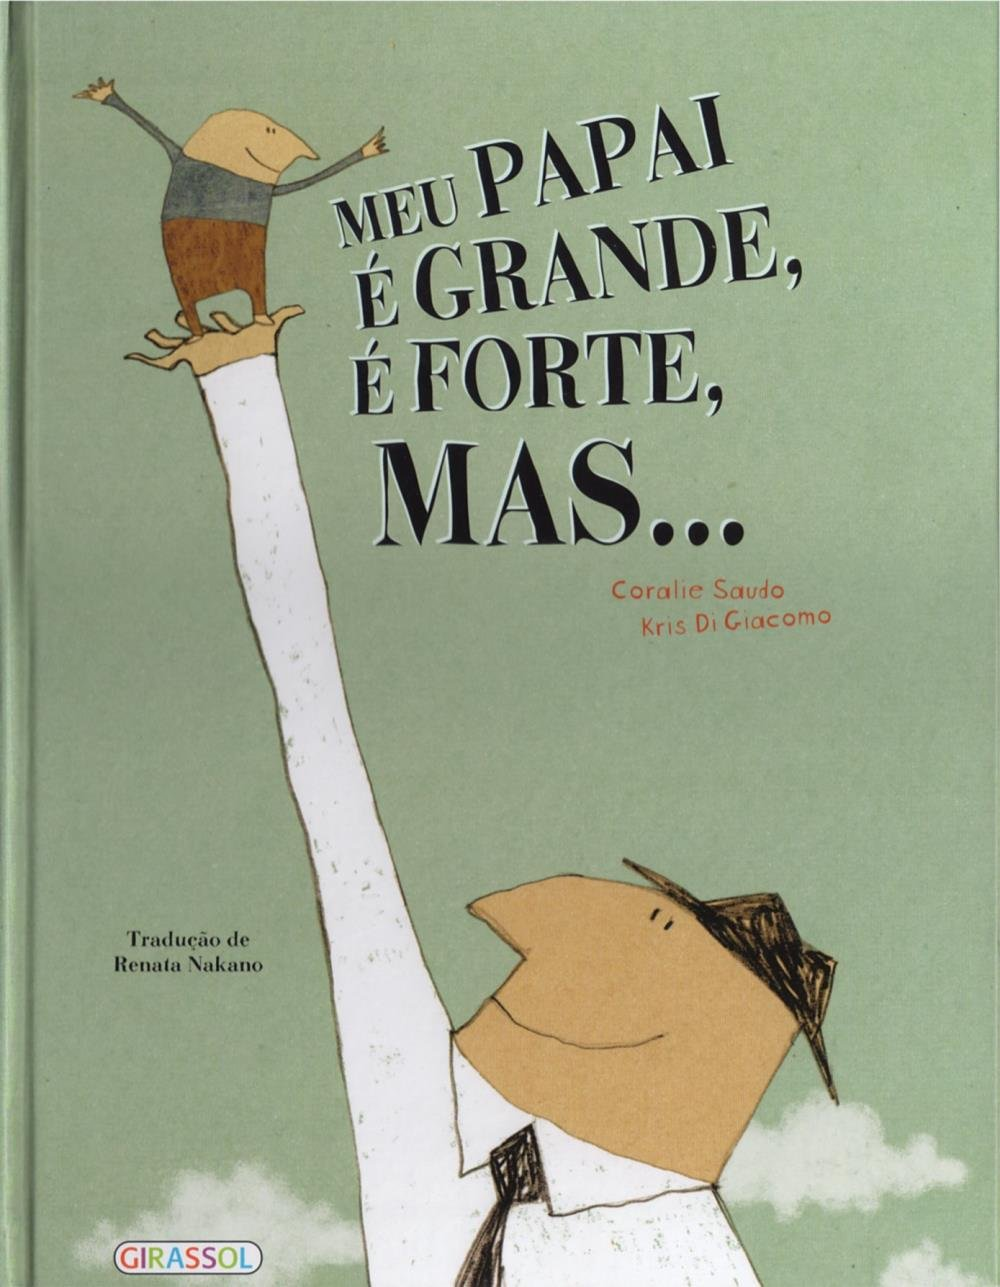 MEU PAPAI
É GRANDE,
É FORTE,
MAS...
Coralie Saudo
Kris Di Giacomo
Tradução de
Renata Nakano
GIRASSOL